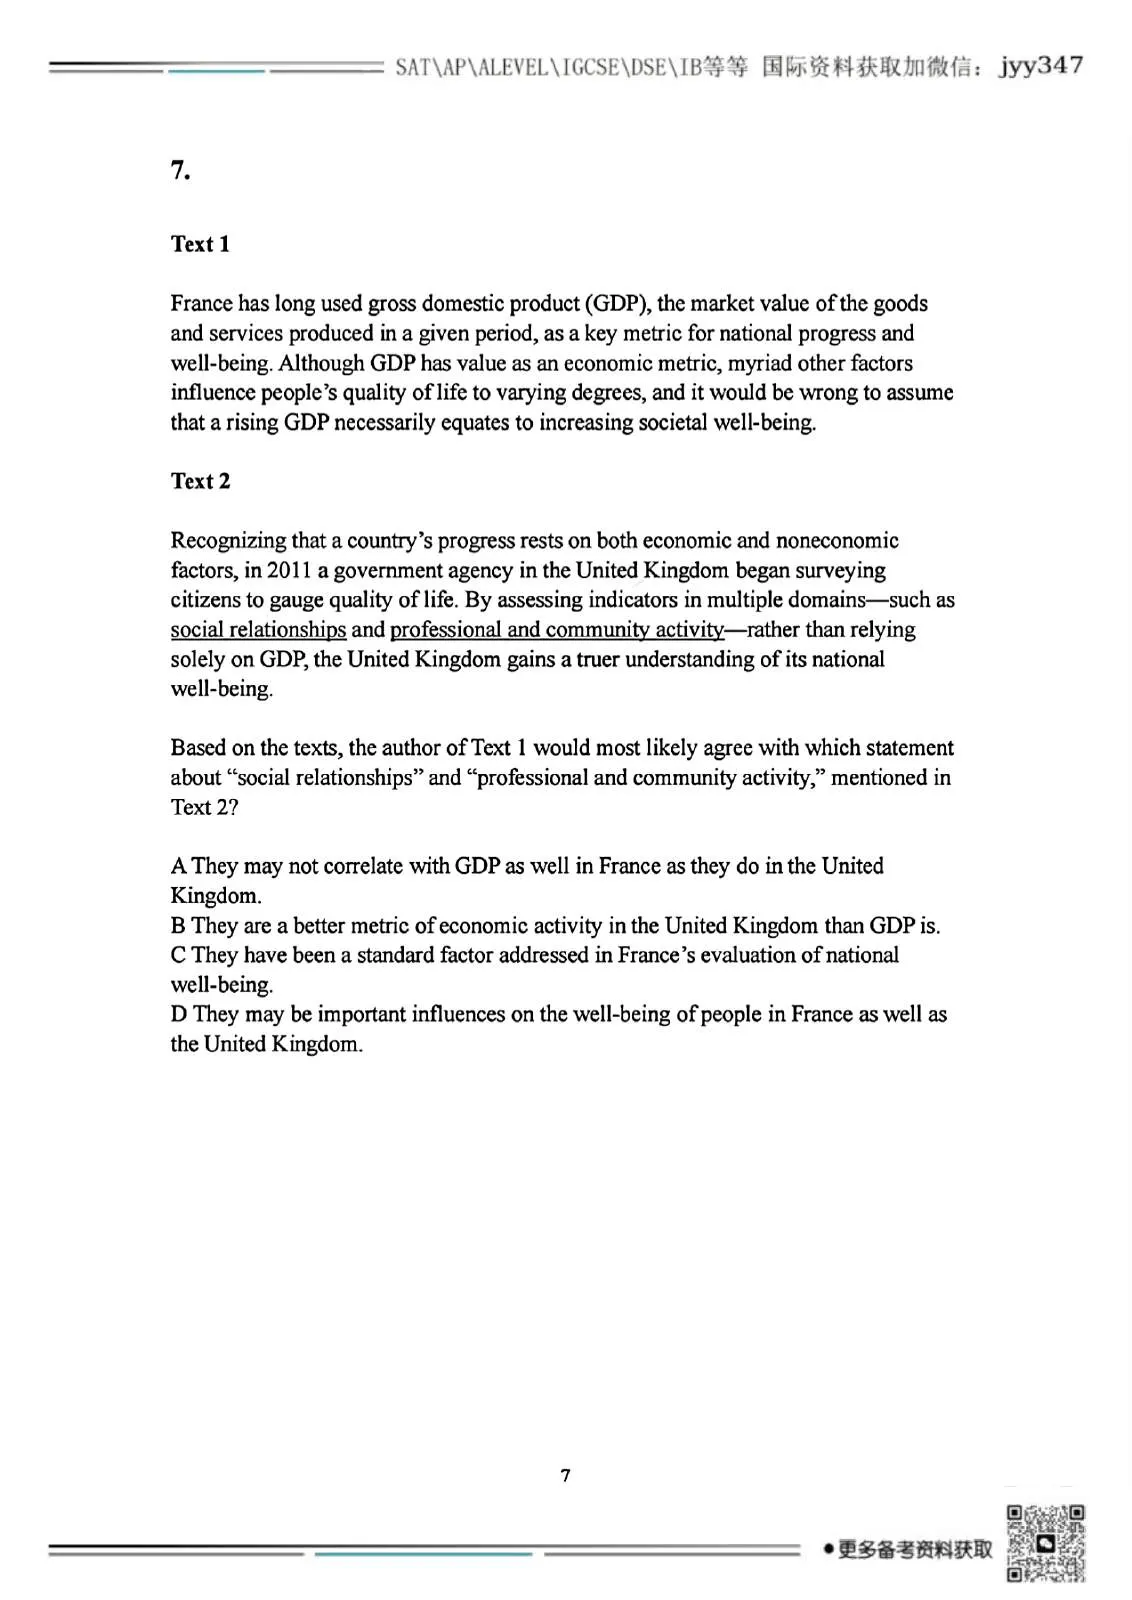 SAT\AP\ALEVEL\IGCSE\DSE\IB等等 国际资料获取加微信：jyy347
7.
Text 1
France has long used gross domestic product (GDP), the market value of the goods
and services produced in a given period, as a key metric for national progress and
well-being. Although GDP has value as an economic metric, myriad other factors
influence people’s quality of life to varying degrees, and it would be wrong to assume
that a rising GDP necessarily equates to increasing societal well-being.
Text 2
Recognizing that a country’s progress rests on both economic and noneconomic
factors, in 2011 a government agency in the United Kingdom began surveying
citizens to gauge quality of life. By assessing indicators in multiple domains—such as
social relationships and professional and community activity—rather than relying
solely on GDP, the United Kingdom gains a truer understanding of its national
well-being.
Based on the texts, the author of Text 1 would most likely agree with which statement
about “social relationships” and “professional and community activity,” mentioned in
Text 2?
A They may not correlate with GDP as well in France as they do in the United
Kingdom.
B They are a better metric of economic activity in the United Kingdom than GDP is.
C They have been a standard factor addressed in France’s evaluation of national
well-being.
D They may be important influences on the well-being of people in France as well as
the United Kingdom.
7
●更多备考资料获取